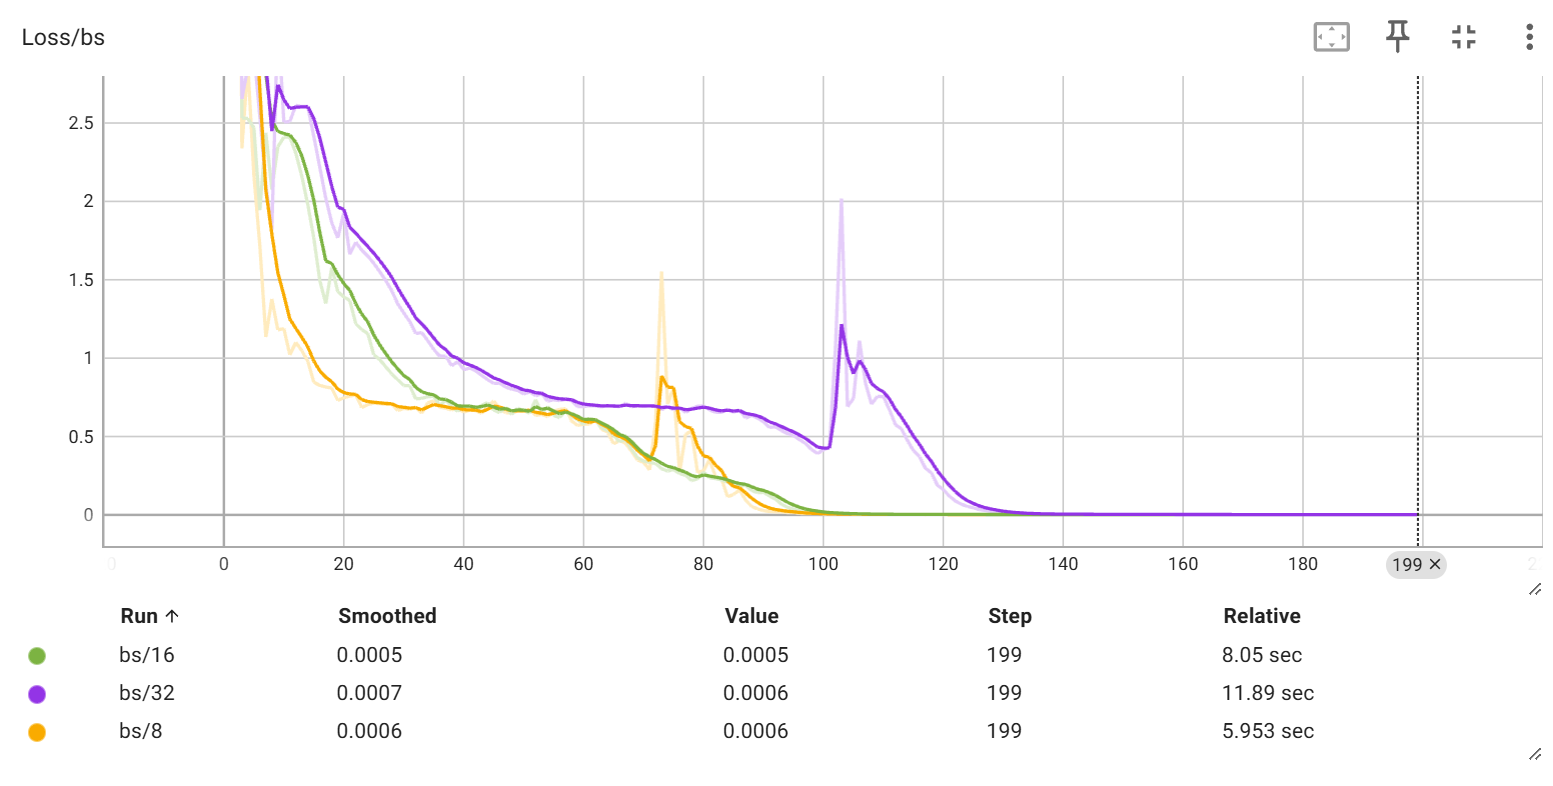 Loss/bs
2.5
2
1.5
1
0.5
0
0 0 20 40 60 80 100 120 140 160 180 199 × 2
Run ↑ Smoothed Value Step Relative
bs/16 0.0005 0.0005 199 8.05 sec
bs/32 0.0007 0.0006 199 11.89 sec
bs/8 0.0006 0.0006 199 5.953 sec